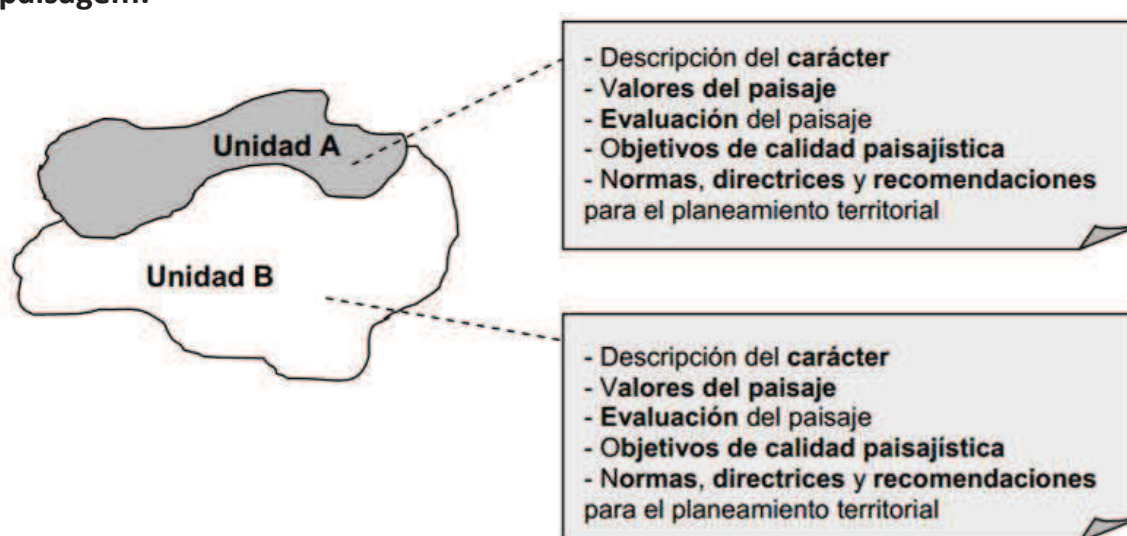 paisagem.
Unidad A
Unidad B
- Descripción del carácter
- Valores del paisaje
- Evaluación del paisaje
- Objetivos de calidad paisajística
- Normas, directrices y recomendaciones
para el planeamiento territorial
- Descripción del carácter
- Valores del paisaje
- Evaluación del paisaje
- Objetivos de calidad paisajística
- Normas, directrices y recomendaciones
para el planeamiento territorial